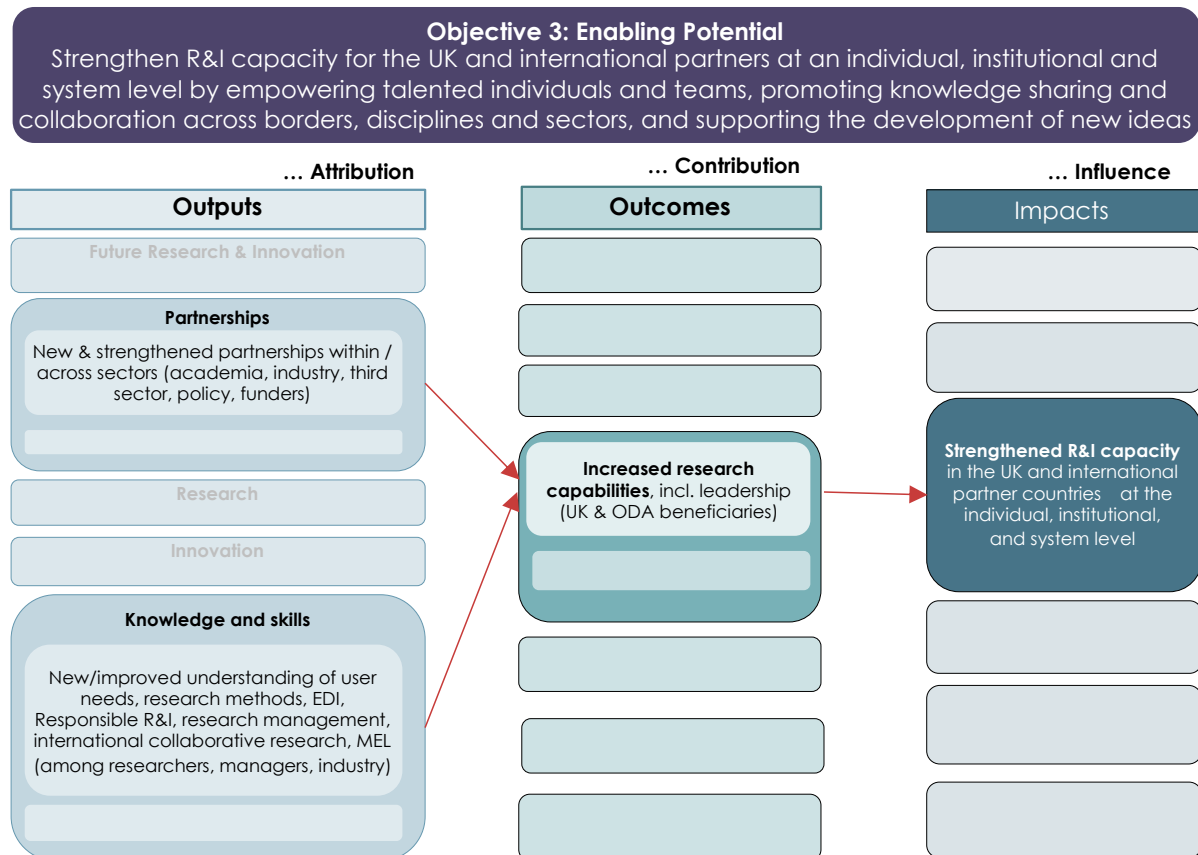 Objective 3: Enabling Potential
Strengthen R&I capacity for the UK and international partners at an individual, institutional and
system level by empowering talented individuals and teams, promoting knowledge sharing and
collaboration across borders, disciplines and sectors, and supporting the development of new ideas
... Attribution
Outputs
Future Research & Innovation
Partnerships
New & strengthened partnerships within /
across sectors (academia, industry, third
sector, policy, funders)
Research
Innovation
Knowledge and skills
New/improved understanding of user
needs, research methods, EDI,
Responsible R&I, research management,
international collaborative research, MEL
(among researchers, managers, industry)
... Contribution
Outcomes
Increased research
capabilities, incl. leadership
(UK & ODA beneficiaries)
... Influence
Impacts
Strengthened R&I capacity
in the UK and international
partner countries at the
individual, institutional,
and system level